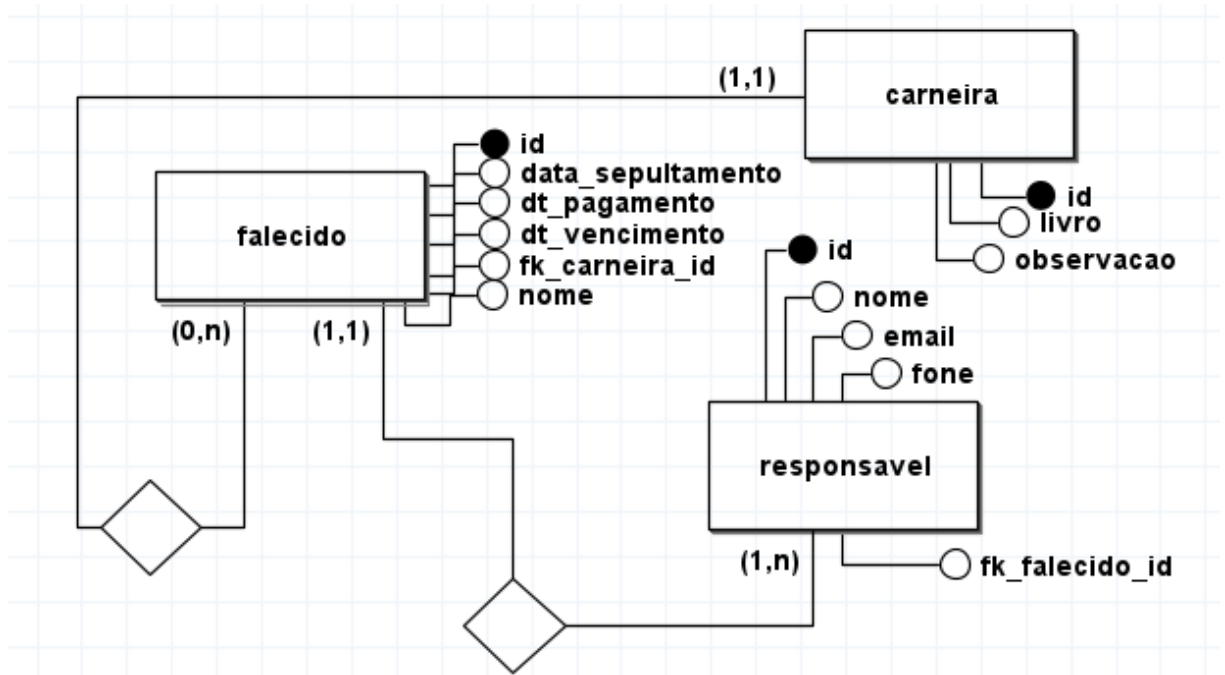 (1,1)
carneira
id
livro
observacao
falecido
id
data_sepultamento
dt_pagamento
dt_vencimento
fk_carneira_id
nome
(0,n)
(1,1)
id
nome
email
fone
responsavel
(1,n)
fk_falecido_id